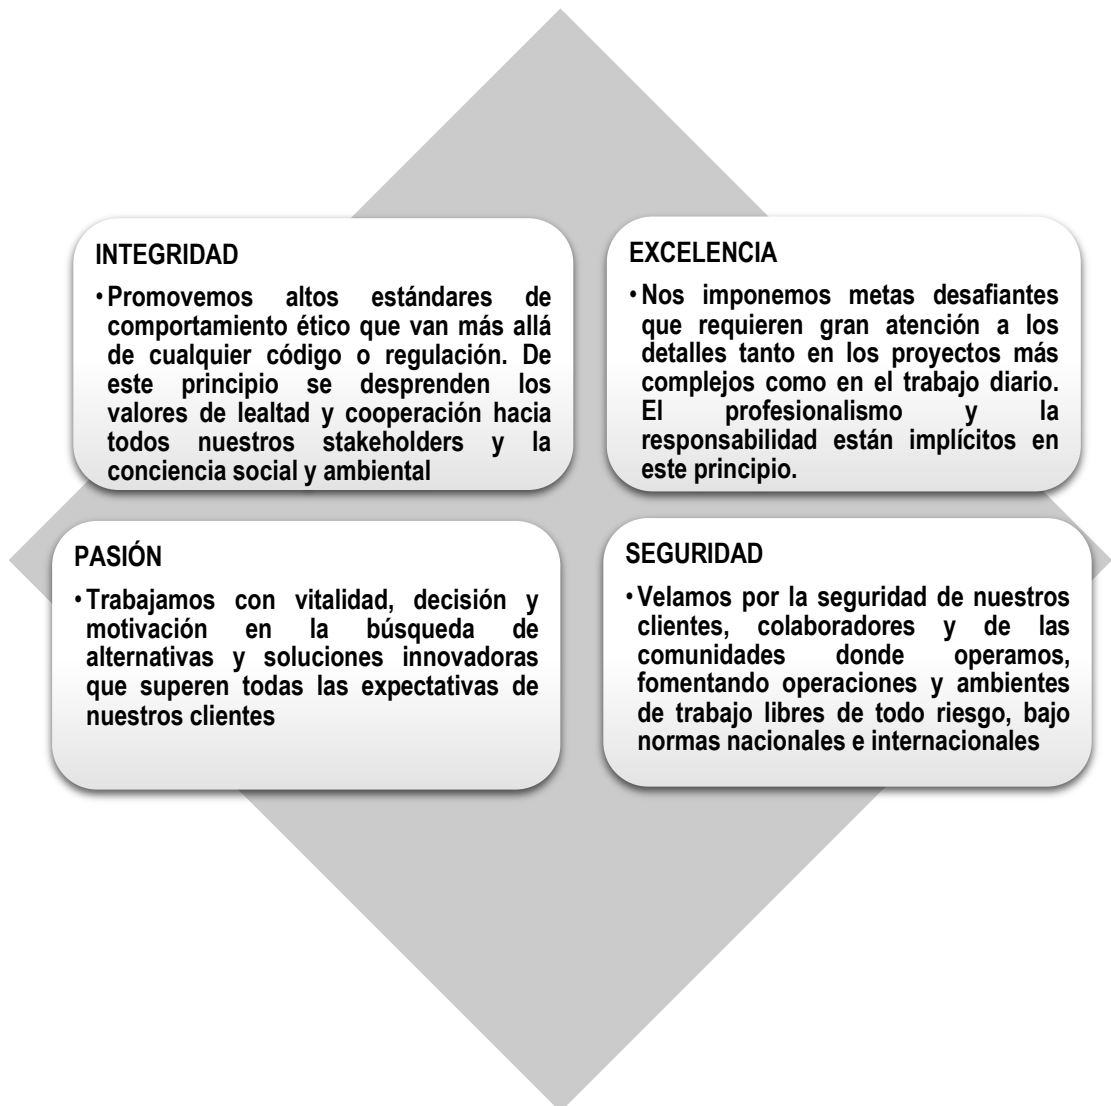 INTEGRIDAD
• Promovemos altos estándares de
comportamiento ético que van más allá
de cualquier código o regulación. De
este principio se desprenden los
valores de lealtad y cooperación hacia
todos nuestros stakeholders y la
conciencia social y ambiental
EXCELENCIA
• Nos imponemos metas desafiantes
que requieren gran atención a los
detalles tanto en los proyectos más
complejos como en el trabajo diario.
El profesionalismo y la
responsabilidad están implícitos en
este principio.
PASIÓN
• Trabajamos con vitalidad, decisión y
motivación en la búsqueda de
alternativas y soluciones innovadoras
que superen todas las expectativas de
nuestros clientes
SEGURIDAD
• Velamos por la seguridad de nuestros
clientes, colaboradores y de las
comunidades donde operamos,
fomentando operaciones y ambientes
de trabajo libres de todo riesgo, bajo
normas nacionales e internacionales